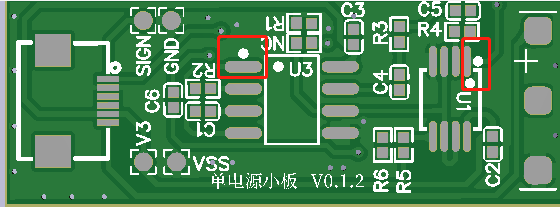 SIGN
GND
R1
NC
C3
R3
C5
R4
R2
U3
C6
C4
U1
C1
V3
VSS
R6
R5
C2
单电源小板 V0.1.2